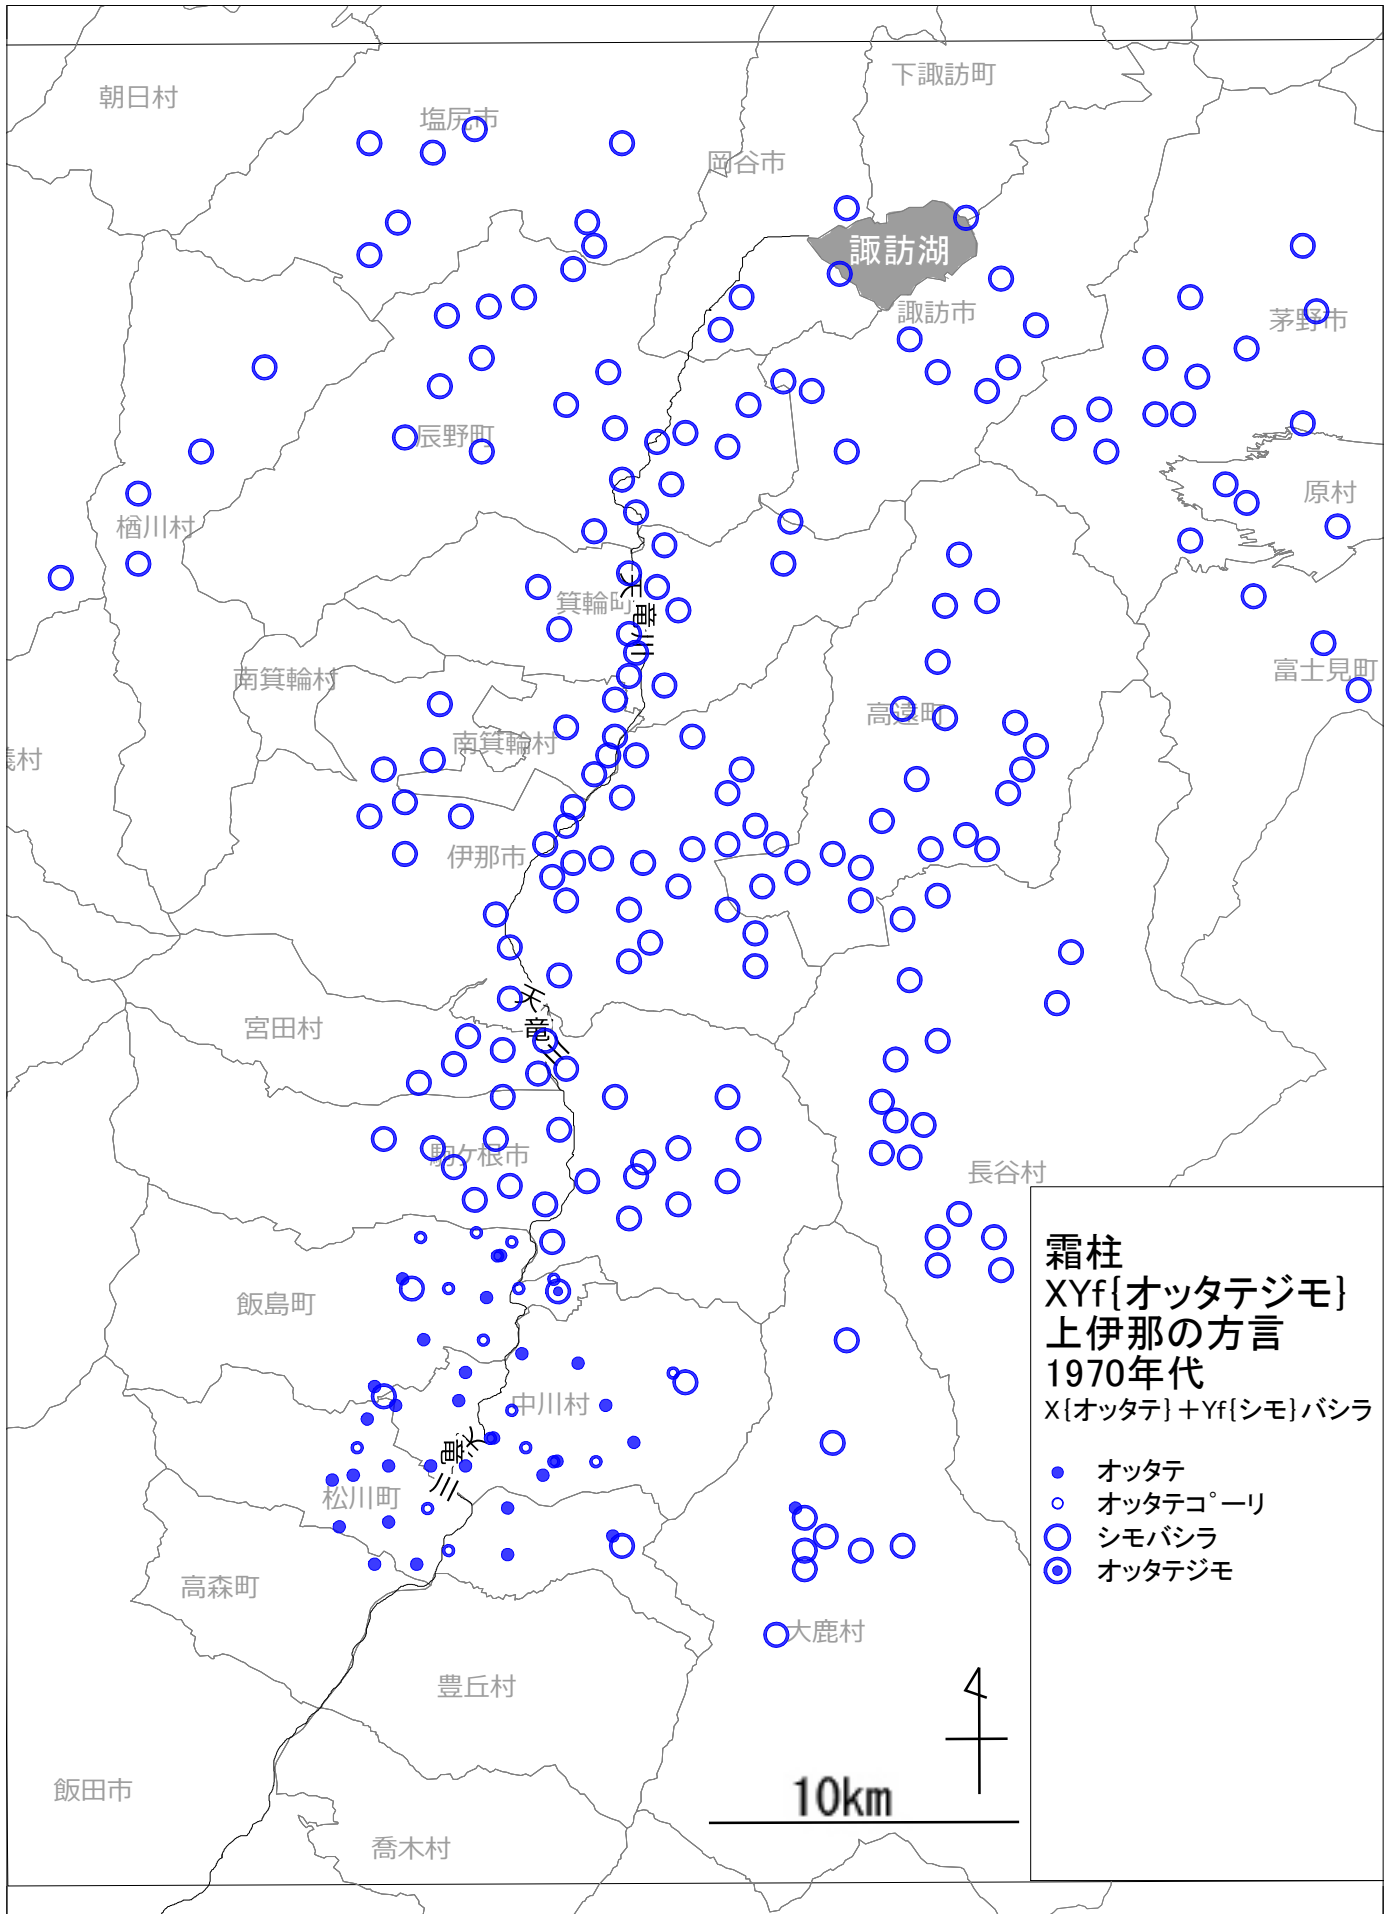 下諏訪町
朝日村
塩尻市
岡谷市
諏訪湖
諏訪市
茅野市
辰野町
原村
楢川村
天竜川
箕輪町
南箕輪村
富士見町
高遠町
南箕輪村
義村
伊那市
天竜川
宮田村
駒ケ根市
長谷村
飯島町
中川村
天竜川
松川町
高森町
大鹿村
豊丘村
飯田市
喬木村
10km
霜柱
XYf{オッタテジモ}
上伊那の方言
1970年代
X{オッタテ}＋Yf{シモ}バシラ
オッタテ
オッタテコ゜ーリ
シモバシラ
オッタテジモ